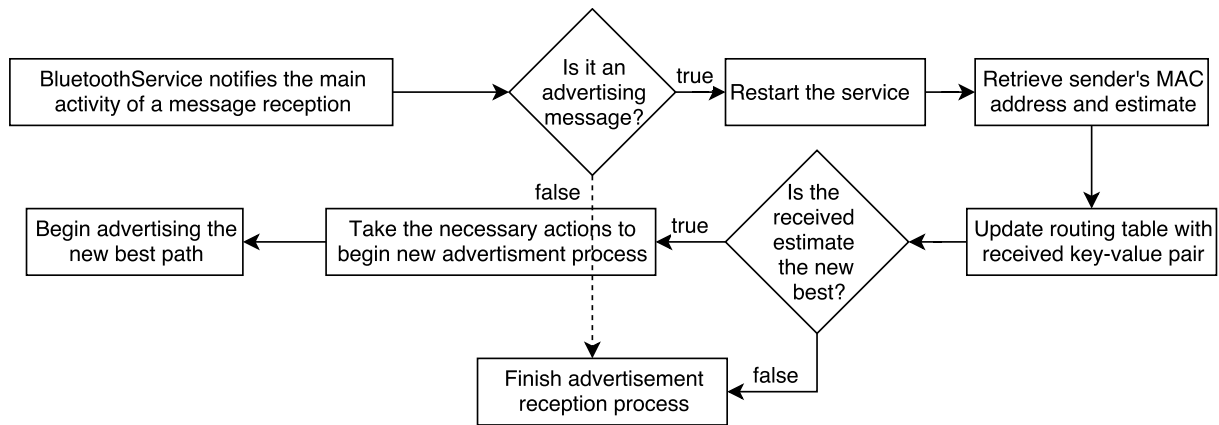 BluetoothService notifies the main
activity of a message reception
Is it an
advertising
message?
true
Restart the service
Retrieve sender's MAC
address and estimate
false
Begin advertising the
new best path
Take the necessary actions to
begin new advertisment process
true
Is the
received
estimate
the new
best?
Update routing table with
received key-value pair
Finish advertisement
reception process
false